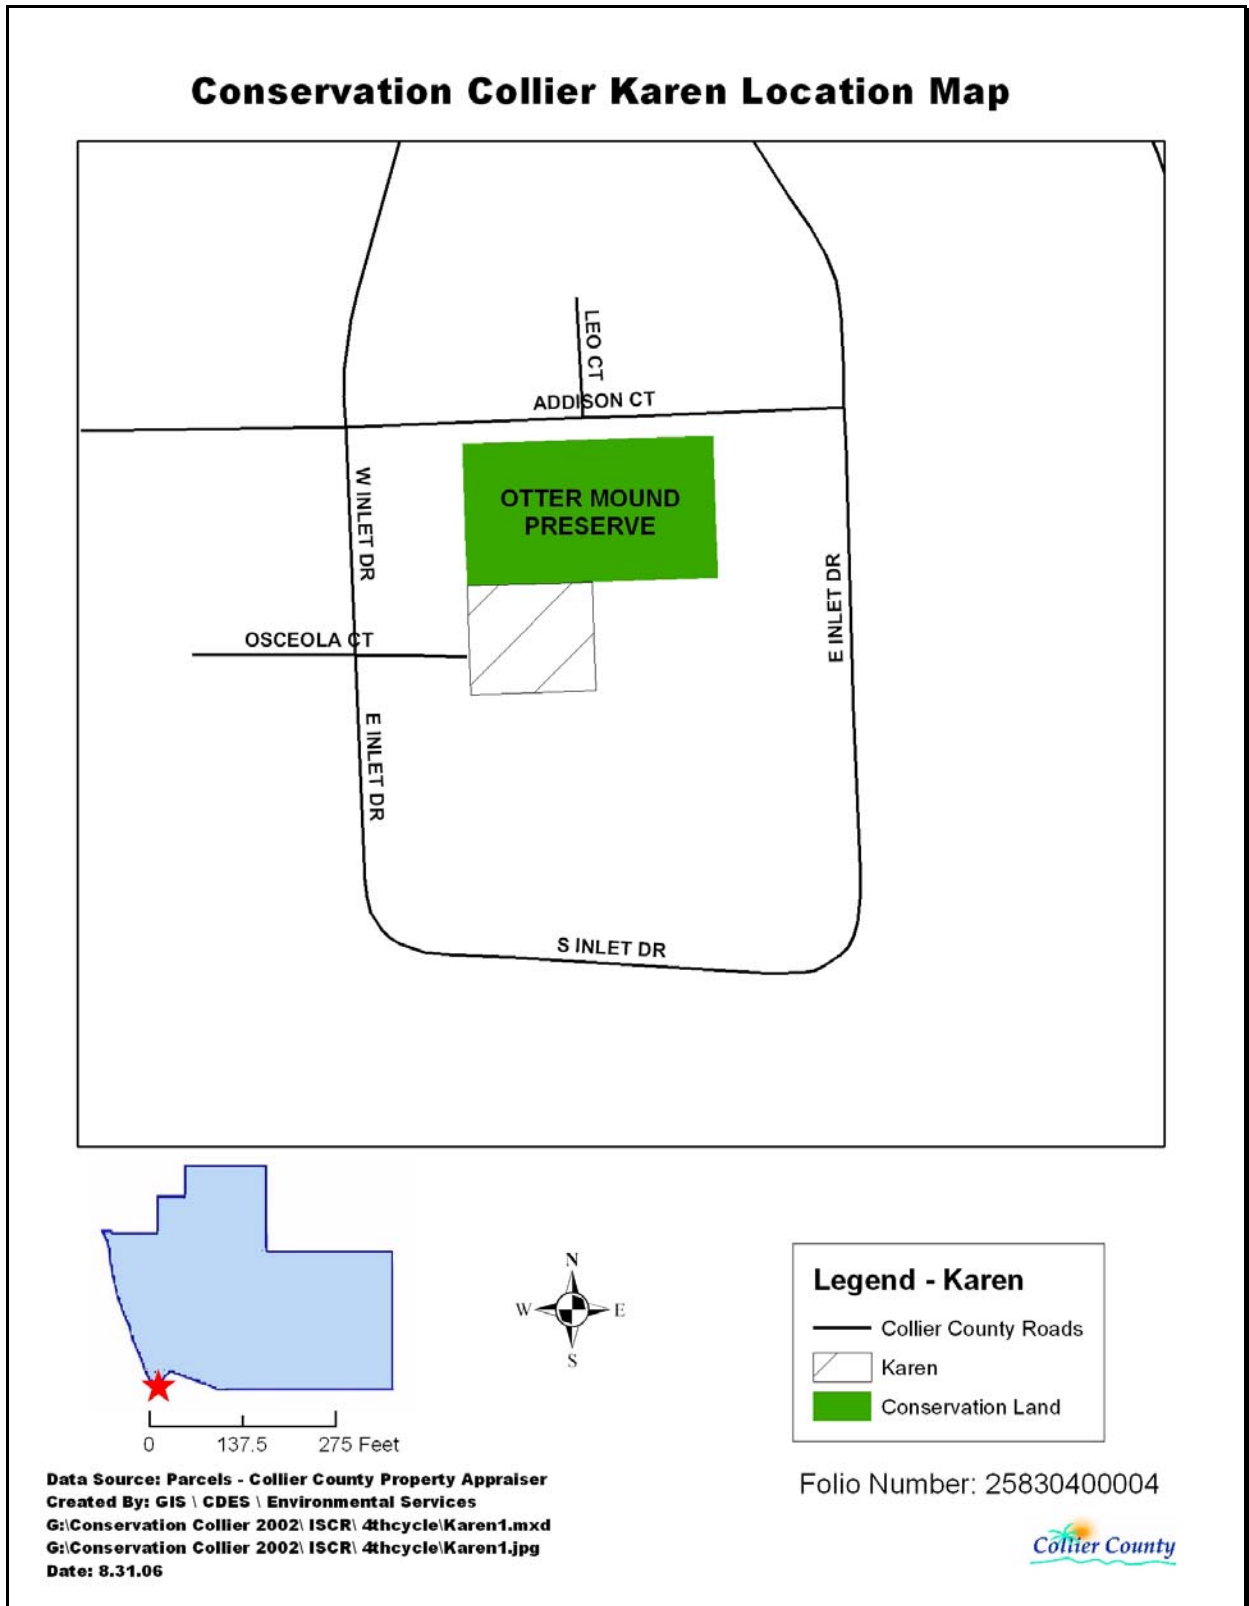 Conservation Collier Karen Location Map
LEO CT
ADDISON CT
W INLET DR
OTTER MOUND
PRESERVE
E INLET DR
OSCEOLA CT
E INLET DR
S INLET DR
N
W
E
S
0
137.5
275 Feet
Legend - Karen
Collier County Roads
Karen
Conservation Land
Data Source: Parcels - Collier County Property Appraiser
Created By: GIS \ CDES \ Environmental Services
G:\Conservation Collier 2002\ ISCR\ 4thcycle\Karen1.mxd
G:\Conservation Collier 2002\ ISCR\ 4thcycle\Karen1.jpg
Date: 8.31.06
Folio Number: 25830400004
Collier County